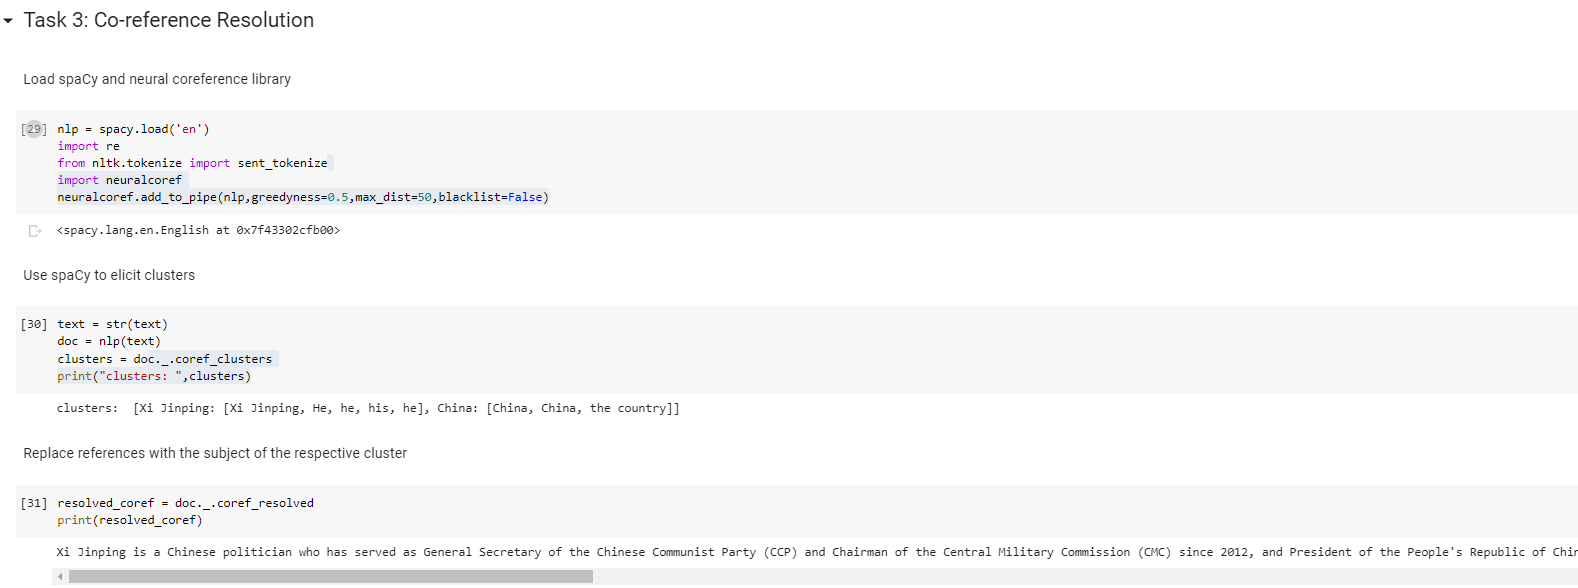 Task 3: Co-reference Resolution
Load spaCy and neural coreference library
[29] nlp = spacy.load('en')
import re
from nltk.tokenize import sent_tokenize
import neuralcoref
neuralcoref.add_to_pipe(nlp,greedyness=0.5,max_dist=50,blacklist=False)
<spacy.lang.en.English at 0x7f43302cfb00>
Use spaCy to elicit clusters
[30] text = str(text)
doc = nlp(text)
clusters = doc._.coref_clusters
print("clusters: ",clusters)
clusters:  [Xi Jinping: [Xi Jinping, He, he, his, he], China: [China, China, the country]]
Replace references with the subject of the respective cluster
[31] resolved_coref = doc._.coref_resolved
print(resolved_coref)
Xi Jinping is a Chinese politician who has served as General Secretary of the Chinese Communist Party (CCP) and Chairman of the Central Military Commission (CMC) since 2012, and President of the People's Republic of